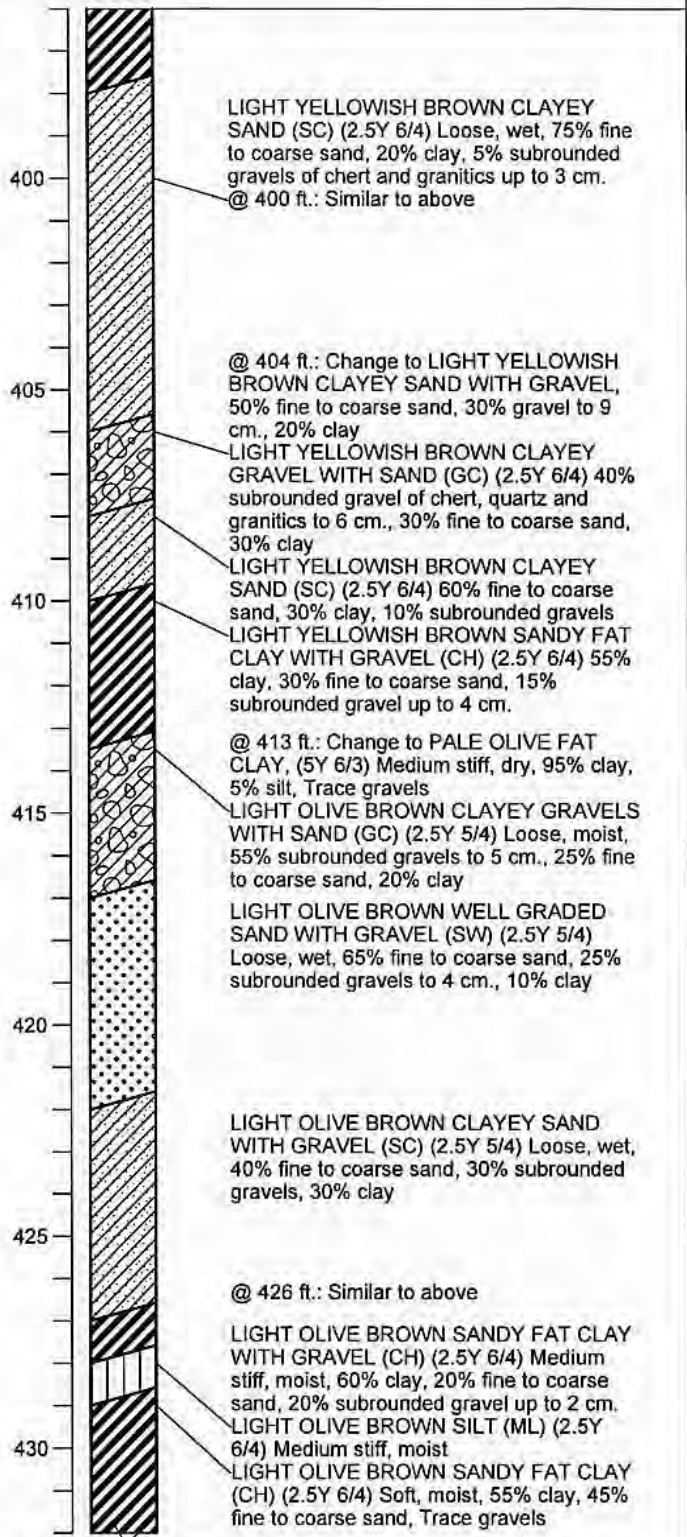 LIGHT YELLOWISH BROWN CLAYEY
SAND (SC) (2.5Y 6/4) Loose, wet, 75% fine
to coarse sand, 20% clay, 5% subrounded
gravels of chert and granitics up to 3 cm.
400
@ 400 ft.: Similar to above
@ 404 ft.: Change to LIGHT YELLOWISH
BROWN CLAYEY SAND WITH GRAVEL,
405
50% fine to coarse sand, 30% gravel to 9
cm., 20% clay
LIGHT YELLOWISH BROWN CLAYEY
GRAVEL WITH SAND (GC) (2.5Y 6/4) 40%
subrounded gravel of chert, quartz and
granitics to 6 cm., 30% fine to coarse sand,
30% clay
LIGHT YELLOWISH BROWN CLAYEY
SAND (SC) (2.5Y 6/4) 60% fine to coarse
410
sand, 30% clay, 10% subrounded gravels
LIGHT YELLOWISH BROWN SANDY FAT
CLAY WITH GRAVEL (CH) (2.5Y 6/4) 55%
clay, 30% fine to coarse sand, 15%
subrounded gravel up to 4 cm.
@ 413 ft.: Change to PALE OLIVE FAT
CLAY, (5Y 6/3) Medium stiff, dry, 95% clay,
5% silt, Trace gravels
415
LIGHT OLIVE BROWN CLAYEY GRAVELS
WITH SAND (GC) (2.5Y 5/4) Loose, moist,
55% subrounded gravels to 5 cm., 25% fine
to coarse sand, 20% clay
LIGHT OLIVE BROWN WELL GRADED
SAND WITH GRAVEL (SW) (2.5Y 5/4)
Loose, wet, 65% fine to coarse sand, 25%
subrounded gravels to 4 cm., 10% clay
420
LIGHT OLIVE BROWN CLAYEY SAND
WITH GRAVEL (SC) (2.5Y 5/4) Loose, wet,
40% fine to coarse sand, 30% subrounded
gravels, 30% clay
425
@ 426 ft.: Similar to above
LIGHT OLIVE BROWN SANDY FAT CLAY
WITH GRAVEL (CH) (2.5Y 6/4) Medium
stiff, moist, 60% clay, 20% fine to coarse
sand, 20% subrounded gravel up to 2 cm.
LIGHT OLIVE BROWN SILT (ML) (2.5Y
430
6/4) Medium stiff, moist
LIGHT OLIVE BROWN SANDY FAT CLAY
(CH) (2.5Y 6/4) Soft, moist, 55% clay, 45%
fine to coarse sand, Trace gravels